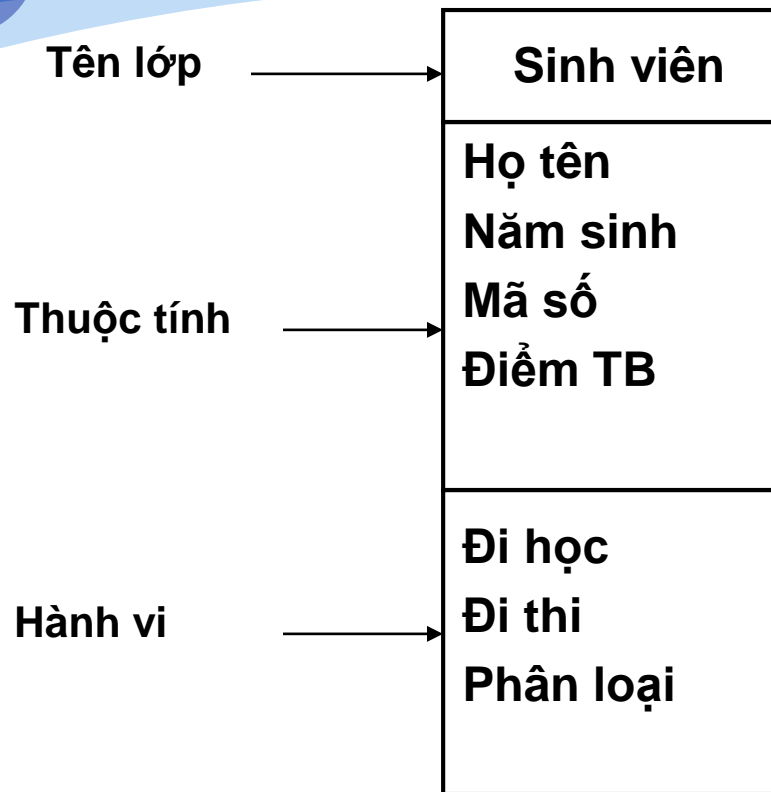 Tên lớp
Sinh viên
Thuộc tính
Họ tên
Năm sinh
Mã số
Điểm TB
Hành vi
Đi học
Đi thi
Phân loại